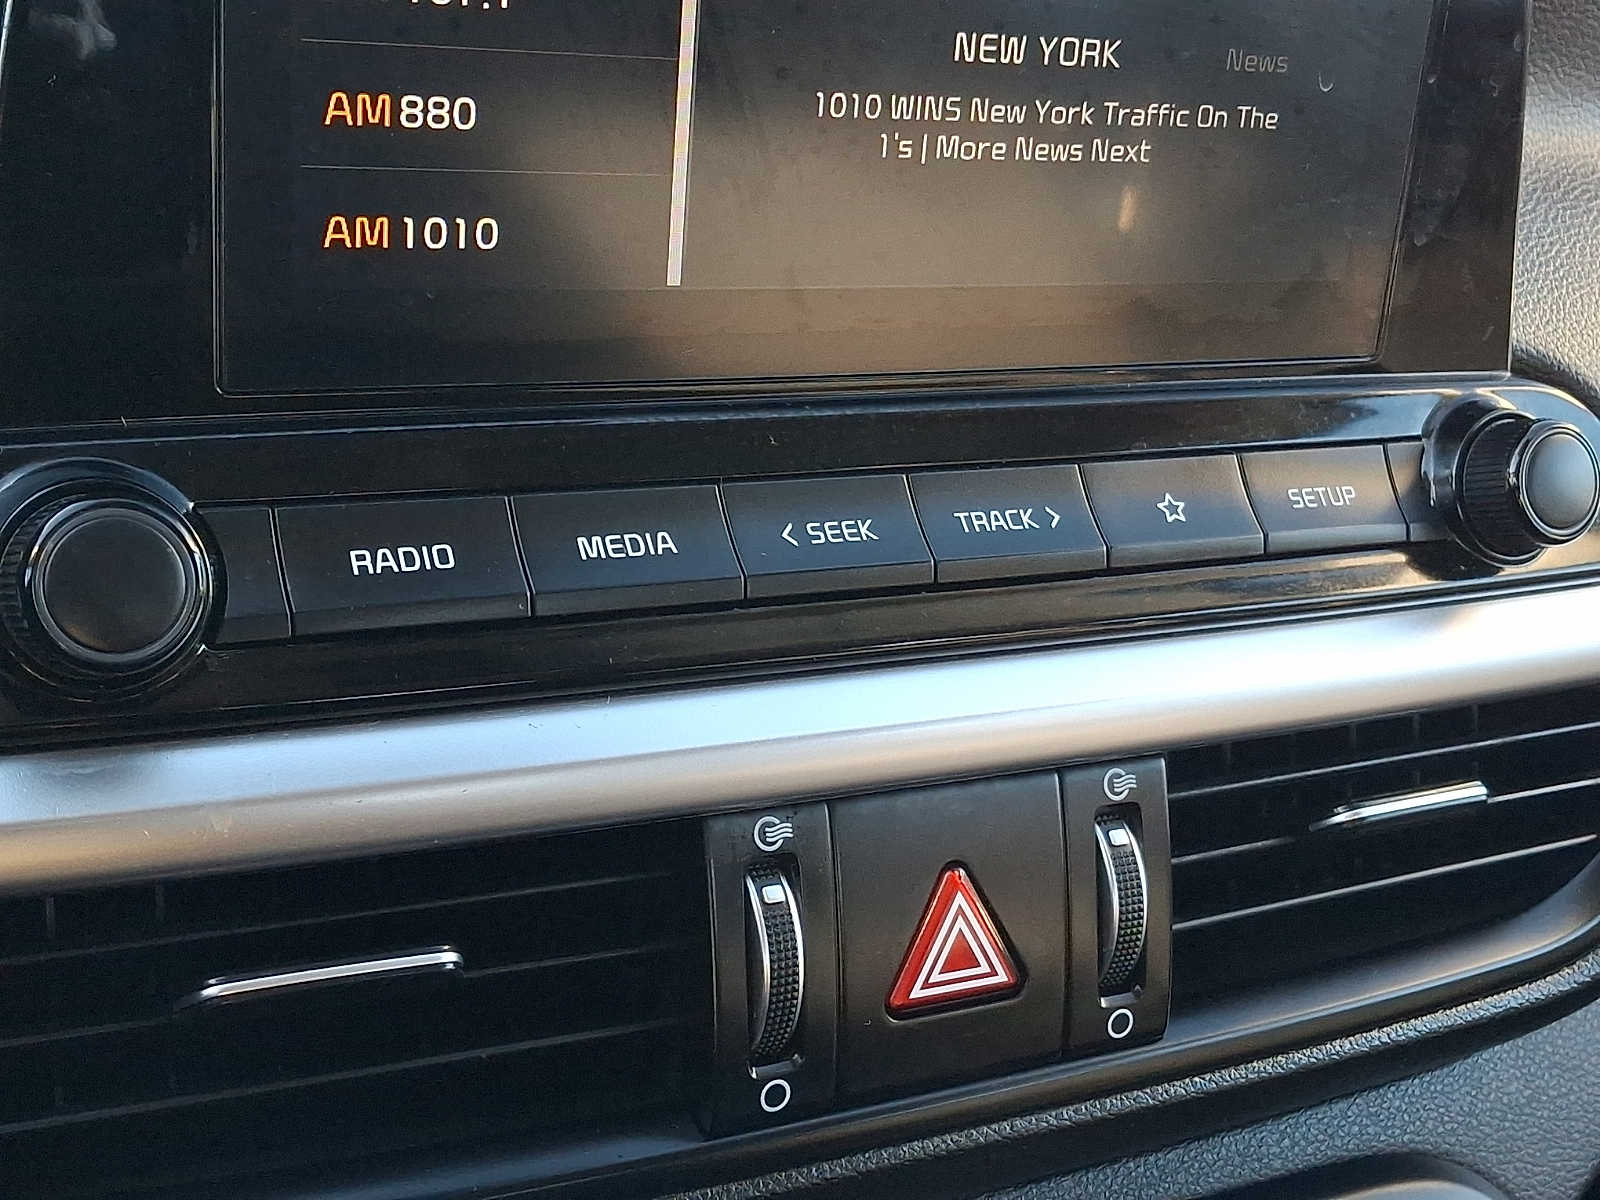 NEW YORK
News
AM 880
1010 WINS New York Traffic On The
1's | More News Next
AM 1010
RADIO
MEDIA
< SEEK
TRACK >
SETUP